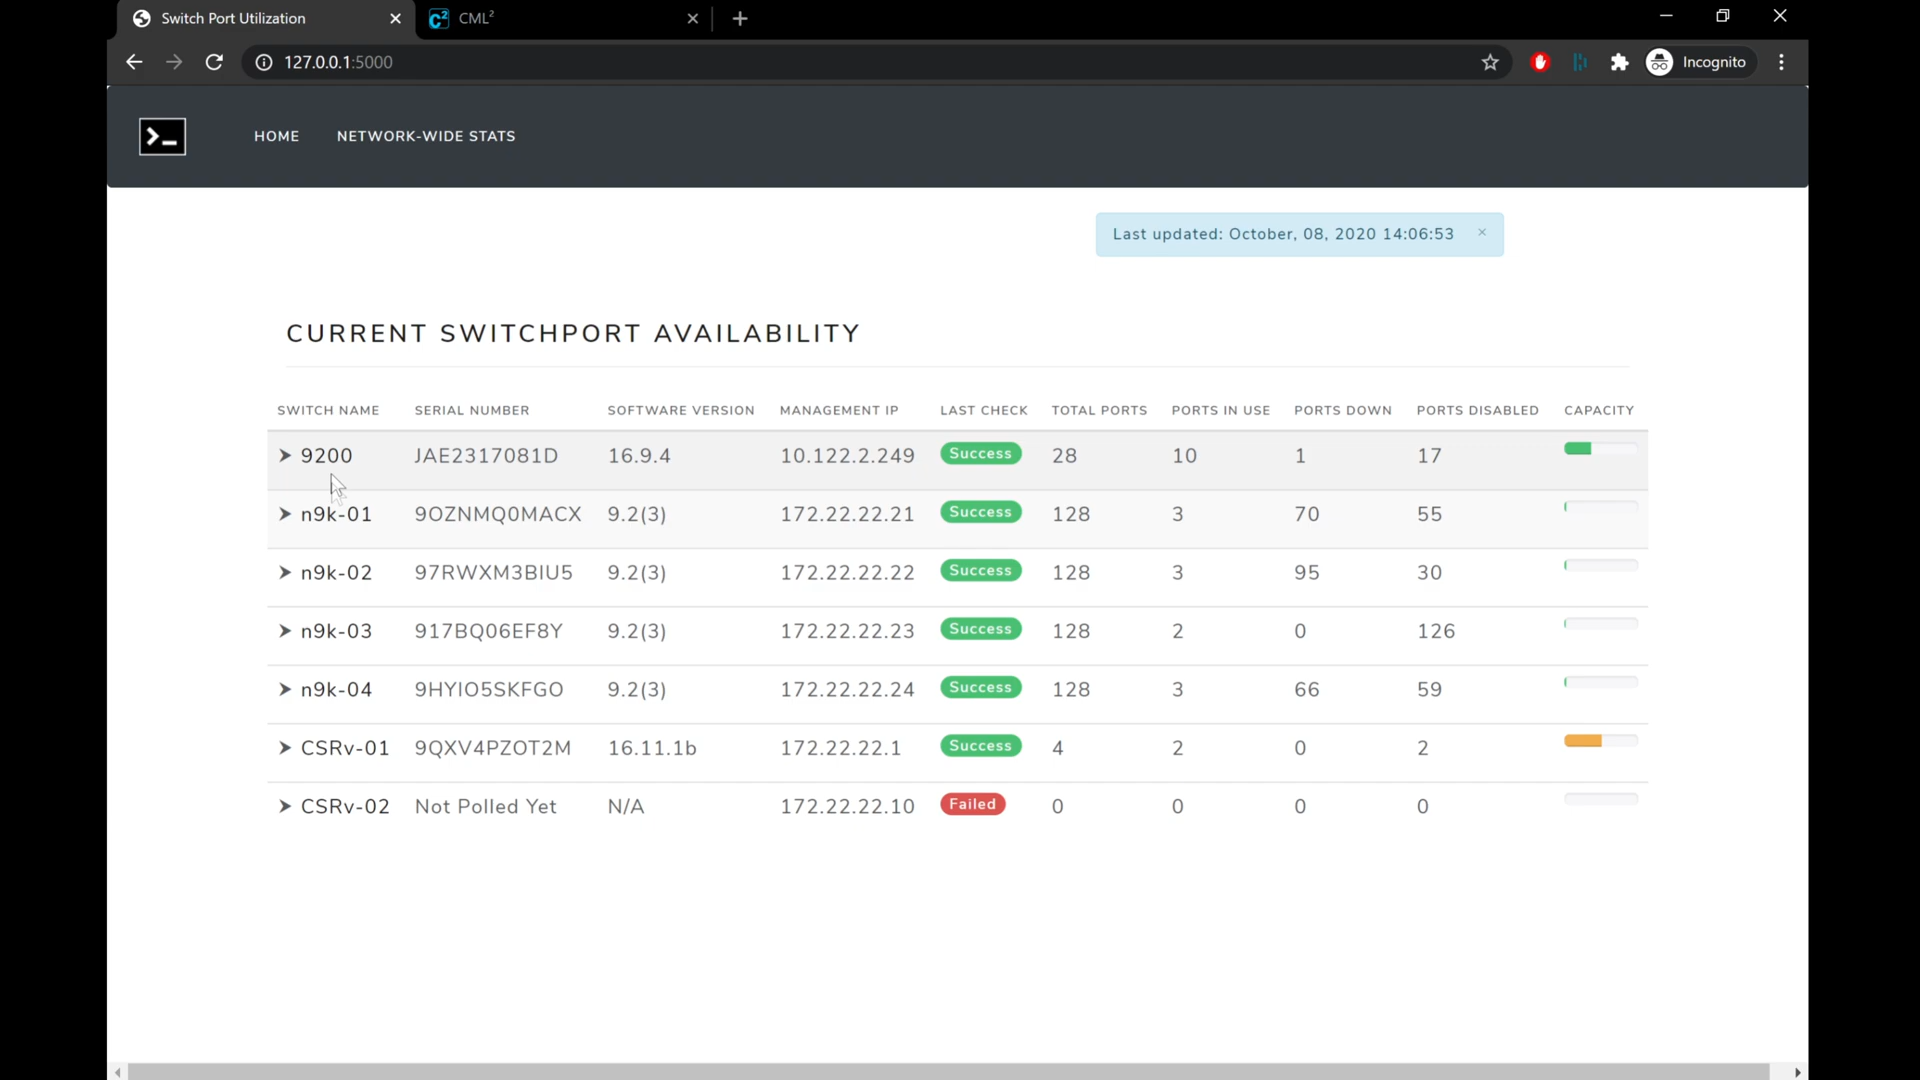 Switch Port Utilization
CML²
127.0.0.1:5000
Incognito
HOME NETWORK-WIDE STATS
Last updated: October, 08, 2020 14:06:53 ×
CURRENT SWITCHPORT AVAILABILITY
SWITCH NAME SERIAL NUMBER SOFTWARE VERSION MANAGEMENT IP LAST CHECK TOTAL PORTS PORTS IN USE PORTS DOWN PORTS DISABLED CAPACITY
9200 JAE2317081D 16.9.4 10.122.2.249 Success 28 10 1 17
n9k-01 9OZNMQ0MACX 9.2(3) 172.22.22.21 Success 128 3 70 55
n9k-02 97RWXM3BIU5 9.2(3) 172.22.22.22 Success 128 3 95 30
n9k-03 917BQ06EF8Y 9.2(3) 172.22.22.23 Success 128 2 0 126
n9k-04 9HYIO5SKFGO 9.2(3) 172.22.22.24 Success 128 3 66 59
CSRv-01 9QXV4PZOT2M 16.11.1b 172.22.22.1 Success 4 2 0 2
CSRv-02 Not Polled Yet N/A 172.22.22.10 Failed 0 0 0 0